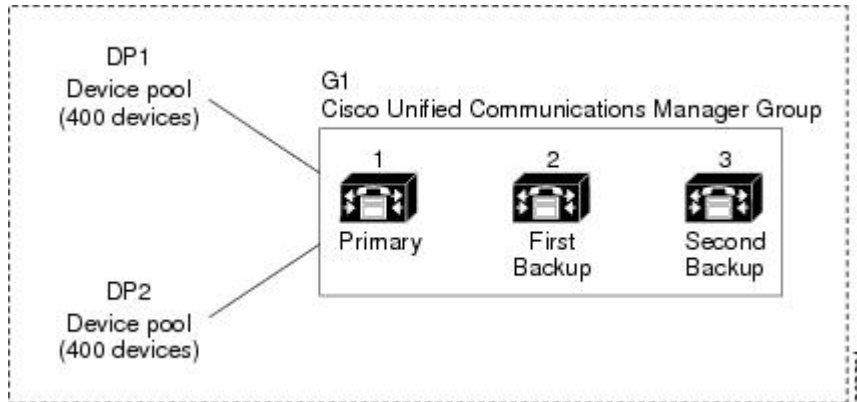 DP1
Device pool
(400 devices)
G1
Cisco Unified Communications Manager Group
1
2
3
Primary
First
Backup
Second
Backup
DP2
Device pool
(400 devices)